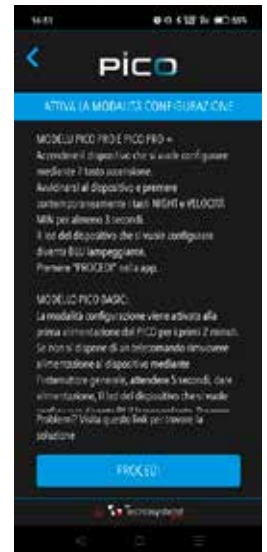 14:51
PICO
ATTIVA LA MODALITÀ CONFIGURAZIONE
MODELLI PICO PRO E PICO PRO +
Accendere il dispositivo che si vuole configurare
mediante il tasto accensione.
Avvicinarsi al dispositivo e premere
contemporaneamente i tasti NIGHT e VELOCITÀ
MIN per almeno 3 secondi.
Il led del dispositivo che si vuole configurare
diventa BLU lampeggiante.
Premere "PROCEDI" nella app.
MODELLO PICO BASIC:
La modalità configurazione viene attivata alla
prima alimentazione del PICO per i primi 2 minuti.
Se non si dispone di un telecomando rimuovere
alimentazione al dispositivo mediante
l'interruttore generale, attendere 5 secondi, dare
alimentazione, Il led del dispositivo che si vuole
Problemi? Visita questo link per trovare la
soluzione
PROCEDI
Tecnosystemi